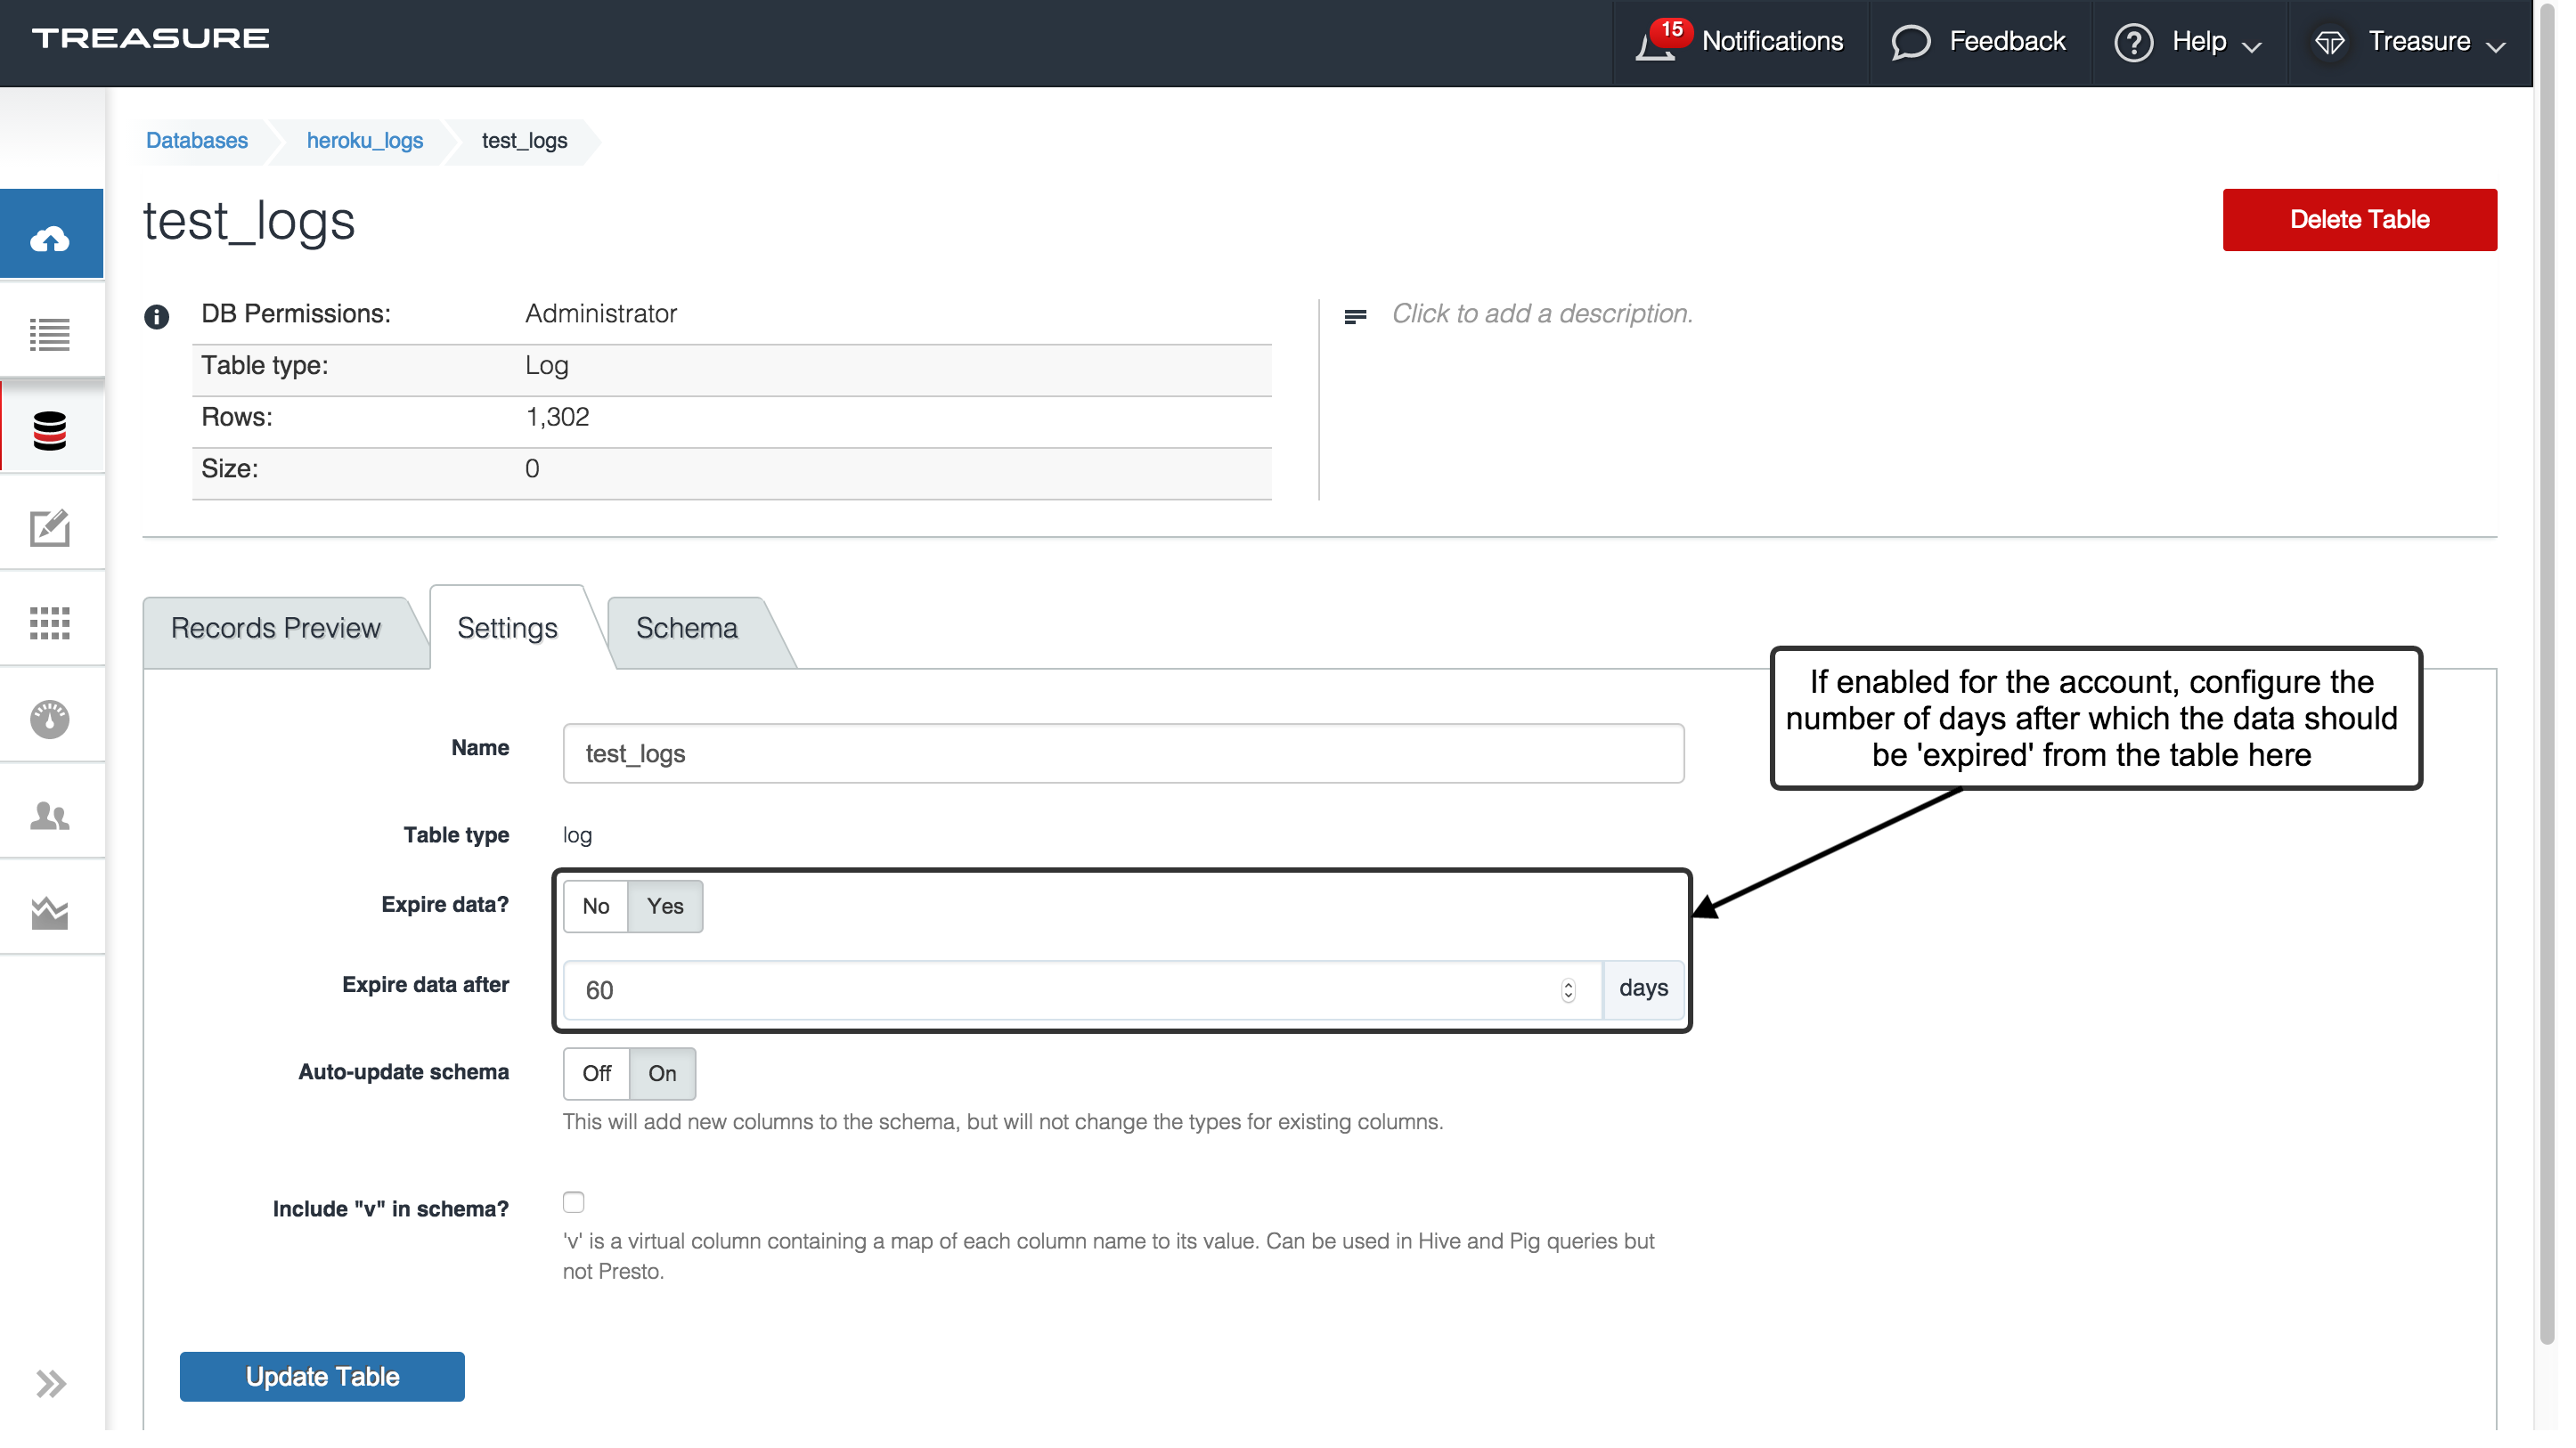 TREASURE
15 Notifications
Feedback
Help
Treasure
Databases
heroku_logs
test_logs
test_logs
Delete Table
DB Permissions: Administrator
Click to add a description.
Table type: Log
Rows: 1,302
Size: 0
Records Preview
Settings
Schema
If enabled for the account, configure the
number of days after which the data should
be 'expired' from the table here
Name test_logs
Table type log
Expire data? No Yes
Expire data after 60 days
Auto-update schema Off On
This will add new columns to the schema, but will not change the types for existing columns.
Include "v" in schema?
'v' is a virtual column containing a map of each column name to its value. Can be used in Hive and Pig queries but
not Presto.
Update Table